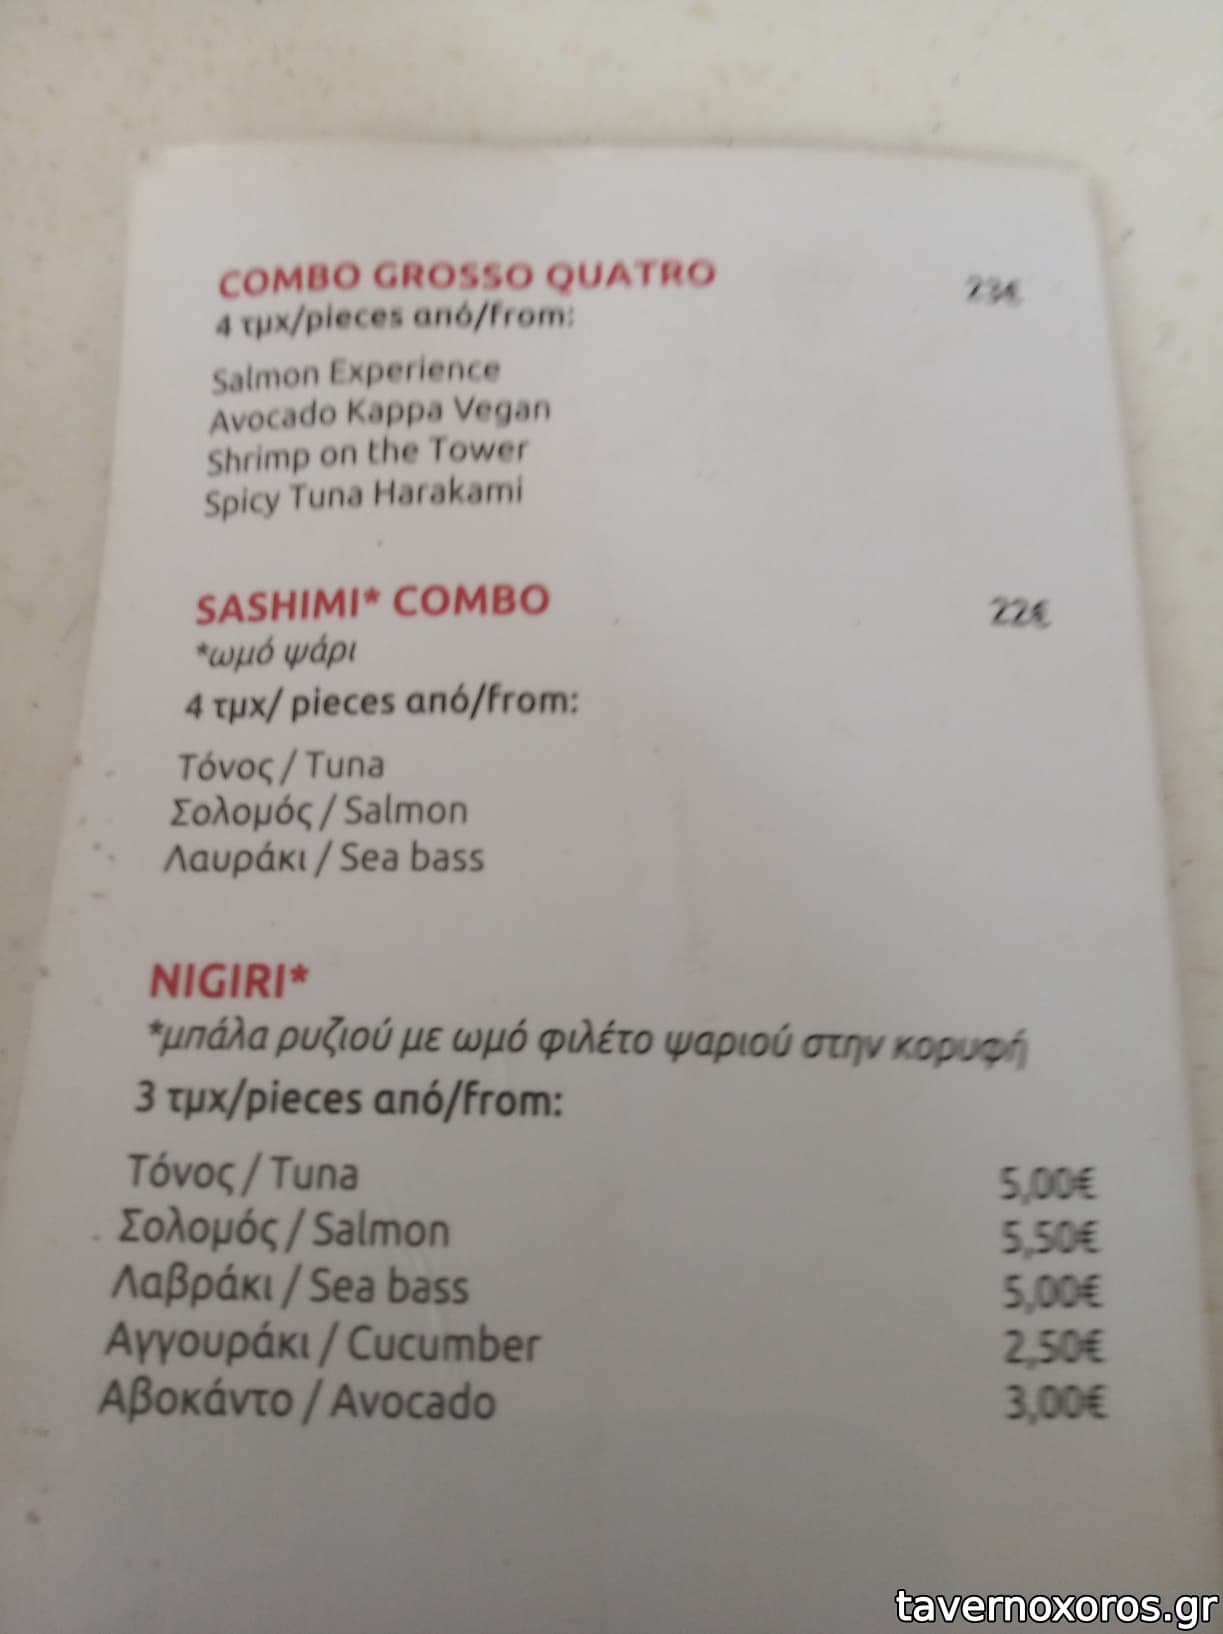 COMBO GROSSO QUATRO 23€
4 τμχ/pieces από/from:
Salmon Experience
Avocado Kappa Vegan
Shrimp on the Tower
Spicy Tuna Harakami
SASHIMI* COMBO 22€
*ωμό ψάρι
4 τμχ/ pieces από/from:
Τόνος / Tuna
Σολομός / Salmon
Λαυράκι / Sea bass
NIGIRI*
*μπάλα ρυζιού με ωμό φιλέτο ψαριού στην κορυφή
3 τμχ/pieces από/from:
Τόνος / Tuna 5,00€
Σολομός / Salmon 5,50€
Λαβράκι / Sea bass 5,00€
Αγγουράκι / Cucumber 2,50€
Αβοκάντο / Avocado 3,00€
tavernoxoros.gr